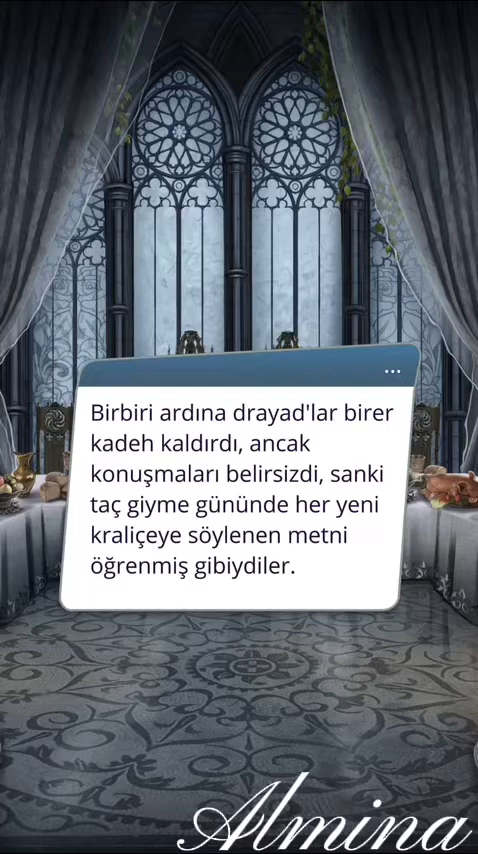 ...
Birbiri ardına drayad'lar birer
kadeh kaldırdı, ancak
konuşmaları belirsizdi, sanki
taç giyme gününde her yeni
kraliçeye söylenen metni
öğrenmiş gibiydiler.
Almina